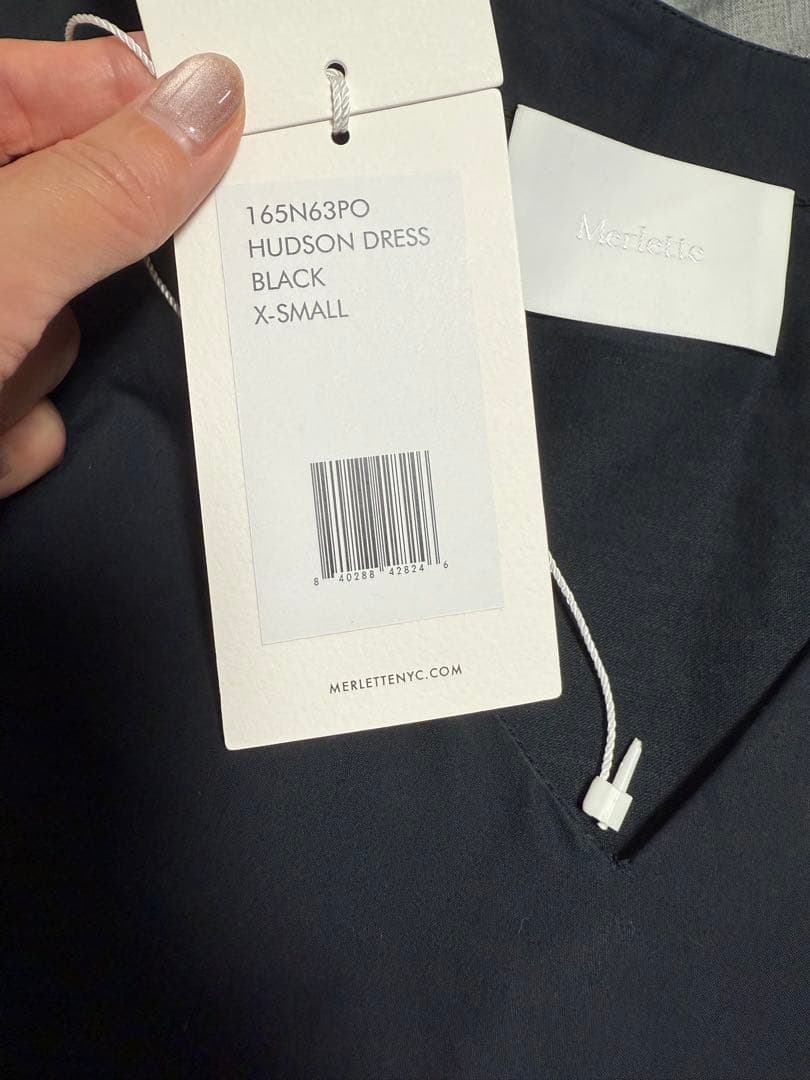 165N63PO
HUDSON DRESS
BLACK
X-SMALL
8 40288 42824 6
MERLETTENYC.COM
Merlette